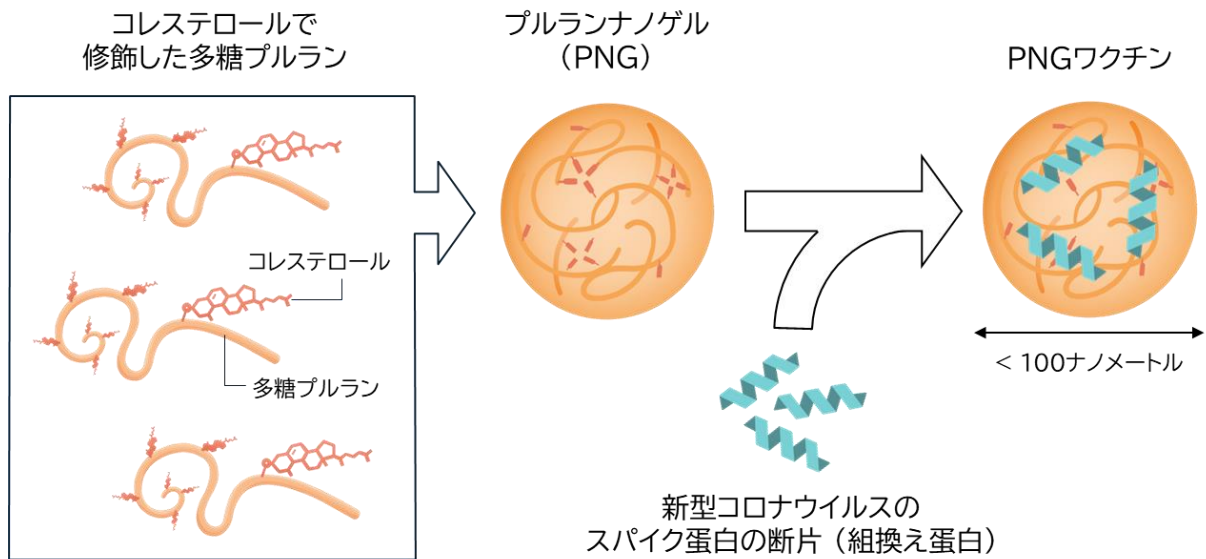 コレステロールで
修飾した多糖プルラン
プルランナノゲル
（PNG）
PNGワクチン
コレステロール
多糖プルラン
< 100ナノメートル
新型コロナウイルスの
スパイク蛋白の断片（組換え蛋白）